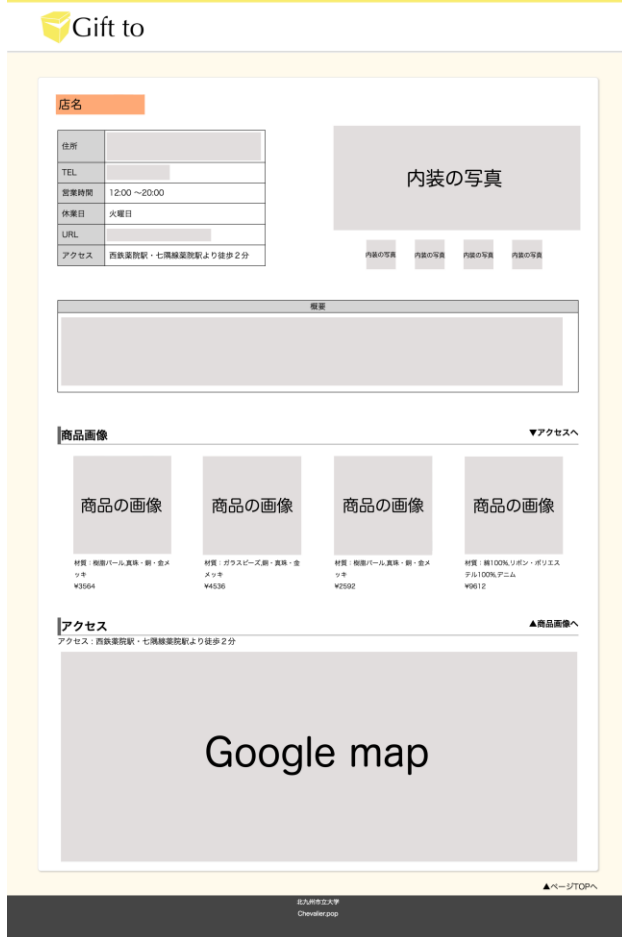 Gift to
店名
住所
TEL
営業時間 12:00 ～20:00
休業日 火曜日
URL
アクセス 西鉄薬院駅・七隈線薬院駅より徒歩２分
内装の写真
内装の写真 内装の写真 内装の写真 内装の写真
概要
商品画像 ▼アクセスへ
商品の画像 商品の画像 商品の画像 商品の画像
材質：樹脂パール,真珠・銅・金メ
ッキ
¥3564
材質：ガラスビーズ,銅・真珠・金
メッキ
¥4536
材質：樹脂パール,真珠・銅・金メ
ッキ
¥2592
材質：綿100%,リボン・ポリエス
テル100%,デニム
¥9612
アクセス ▲商品画像へ
アクセス：西鉄薬院駅・七隈線薬院駅より徒歩２分
Google map
▲ページTOPへ
北九州市立大学
Chevalier.pop